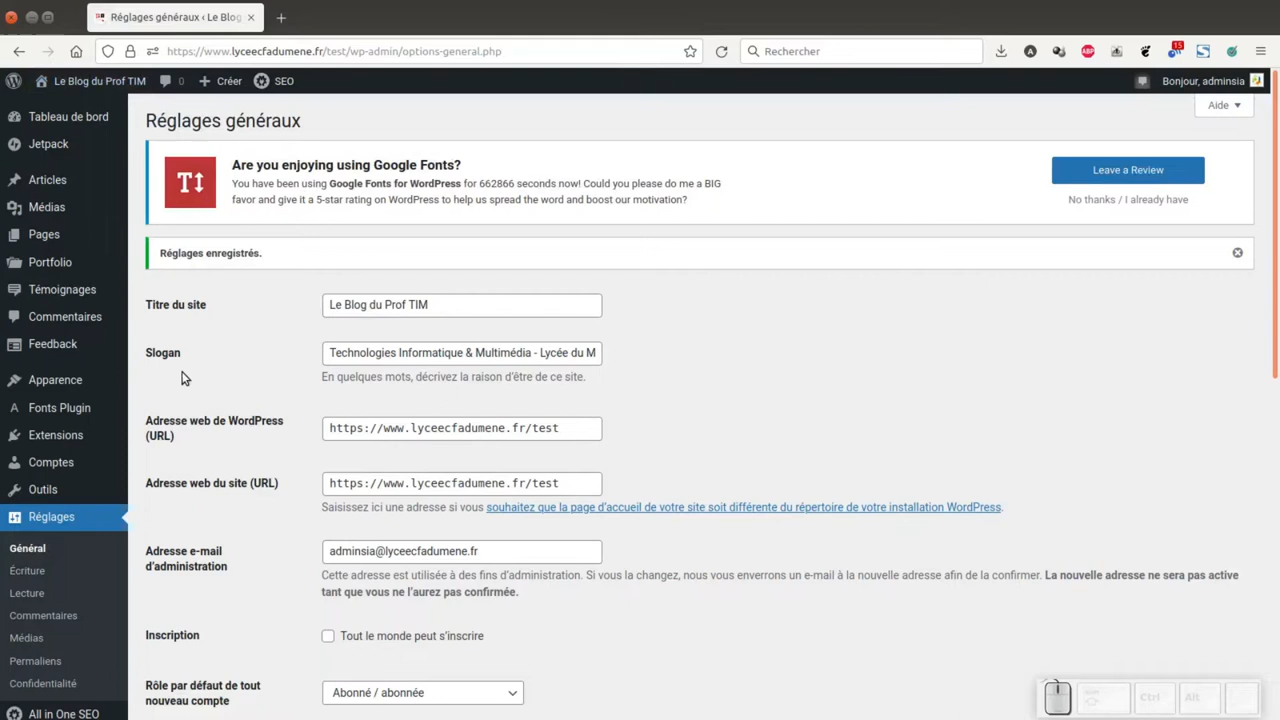 Réglages généraux ‹ Le Blog
https://www.lyceecfadumene.fr/test/wp-admin/options-general.php
Rechercher
15
Le Blog du Prof TIM
0
Créer
SEO
Bonjour, adminsia
Aide
Tableau de bord
Jetpack
Articles
Médias
Pages
Portfolio
Témoignages
Commentaires
Feedback
Apparence
Fonts Plugin
Extensions
Comptes
Outils
Réglages
Général
Écriture
Lecture
Commentaires
Médias
Permaliens
Confidentialité
All in One SEO
Réglages généraux
Are you enjoying using Google Fonts?
You have been using Google Fonts for WordPress for 662866 seconds now! Could you please do me a BIG
favor and give it a 5-star rating on WordPress to help us spread the word and boost our motivation?
Leave a Review
No thanks / I already have
Réglages enregistrés.
Titre du site
Le Blog du Prof TIM
Slogan
Technologies Informatique & Multimédia - Lycée du M
En quelques mots, décrivez la raison d’être de ce site.
Adresse web de WordPress
(URL)
https://www.lyceecfadumene.fr/test
Adresse web du site (URL)
https://www.lyceecfadumene.fr/test
Saisissez ici une adresse si vous souhaitez que la page d’accueil de votre site soit différente du répertoire de votre installation WordPress.
Adresse e-mail
d’administration
adminsia@lyceecfadumene.fr
Cette adresse est utilisée à des fins d’administration. Si vous la changez, nous vous enverrons un e-mail à la nouvelle adresse afin de la confirmer. La nouvelle adresse ne sera pas active
tant que vous ne l’aurez pas confirmée.
Inscription
Tout le monde peut s’inscrire
Rôle par défaut de tout
nouveau compte
Abonné / abonnée
Ctrl
Alt